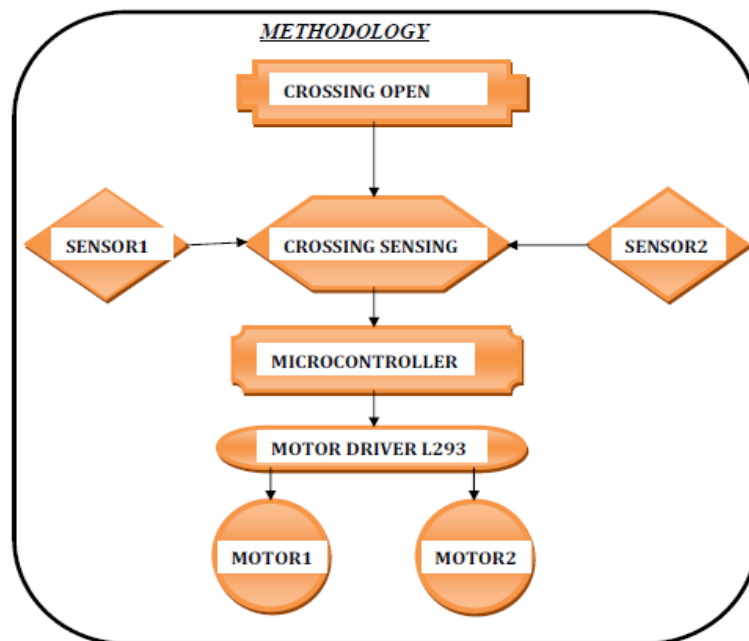 METHODOLOGY
CROSSING OPEN
SENSOR1
CROSSING SENSING
SENSOR2
MICROCONTROLLER
MOTOR DRIVER L293
MOTOR1
MOTOR2